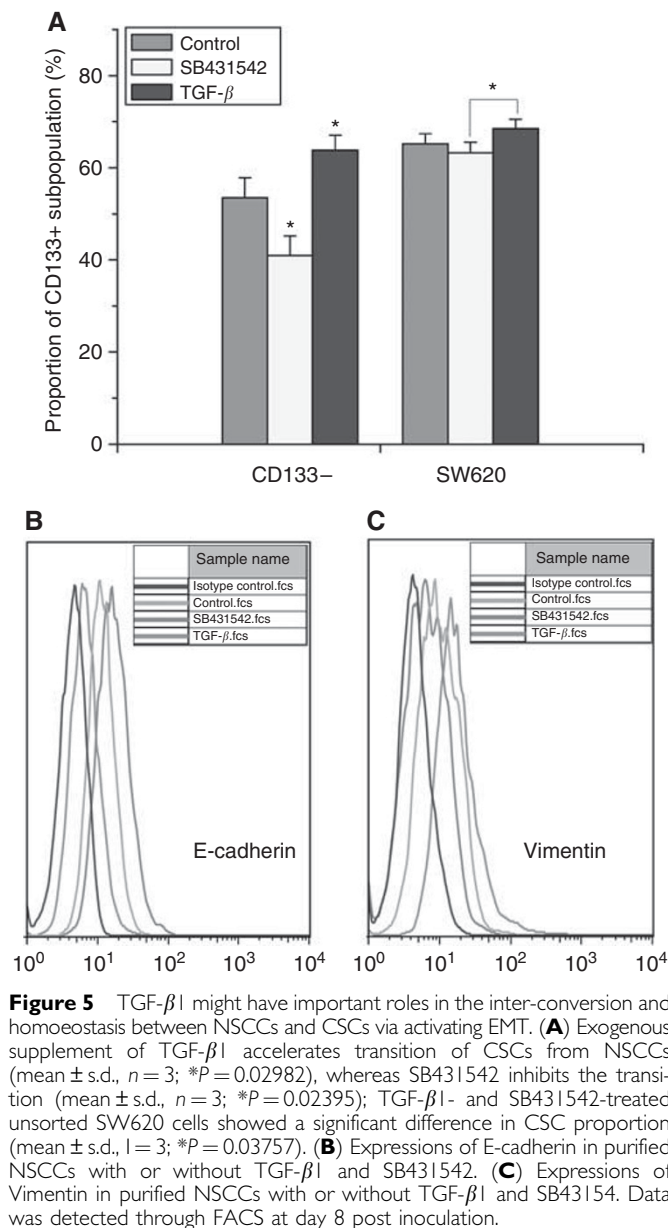 A
Control
SB431542
TGF-β
Proportion of CD133+ subpopulation (%)
80
60
40
20
0
*
*
*
CD133–
SW620
B
Sample name
Isotype control.fcs
Control.fcs
SB431542.fcs
TGF-β.fcs
E-cadherin
10⁰ 10¹ 10² 10³ 10⁴
C
Sample name
Isotype control.fcs
Control.fcs
SB431542.fcs
TGF-β.fcs
Vimentin
10⁰ 10¹ 10² 10³ 10⁴
Figure 5 TGF-β1 might have important roles in the inter-conversion and
homoeostasis between NSCCs and CSCs via activating EMT. (A) Exogenous
supplement of TGF-β1 accelerates transition of CSCs from NSCCs
(mean ± s.d., n = 3; *P = 0.02982), whereas SB431542 inhibits the transi-
tion (mean ± s.d., n = 3; *P = 0.02395); TGF-β1- and SB431542-treated
unsorted SW620 cells showed a significant difference in CSC proportion
(mean ± s.d., l = 3; *P = 0.03757). (B) Expressions of E-cadherin in purified
NSCCs with or without TGF-β1 and SB431542. (C) Expressions of
Vimentin in purified NSCCs with or without TGF-β1 and SB43154. Data
was detected through FACS at day 8 post inoculation.